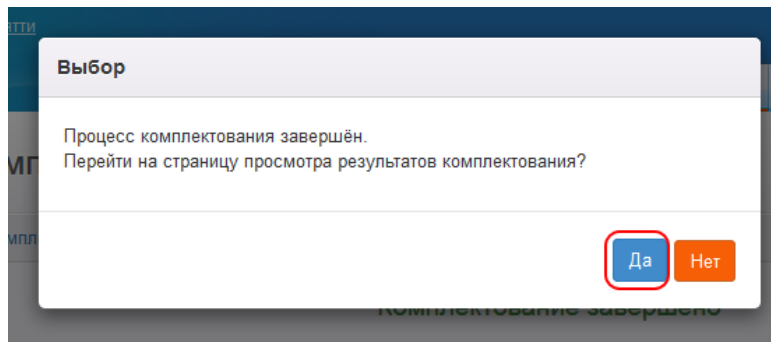 Выбор
Процесс комплектования завершён.
Перейти на страницу просмотра результатов комплектования?
Да
Нет
Комплектование завершено